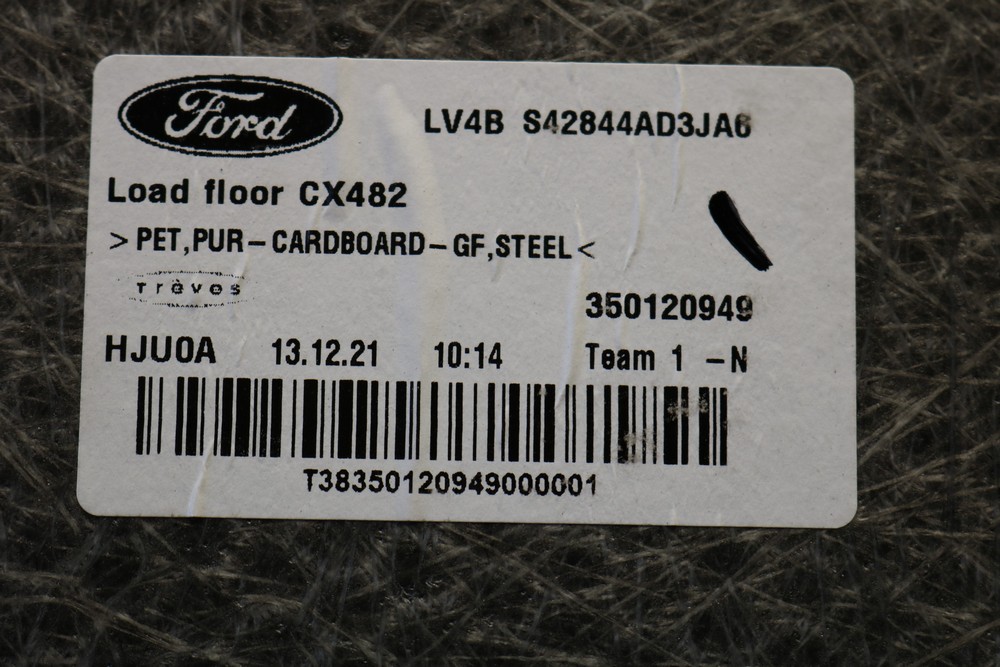 Ford
LV4B S42844AD3JA6
Load floor CX482
>PET,PUR-CARDBOARD-GF,STEEL<
Trèves
350120949
HJU0A 13.12.21 10:14 Team 1 -N
T38350120949000001